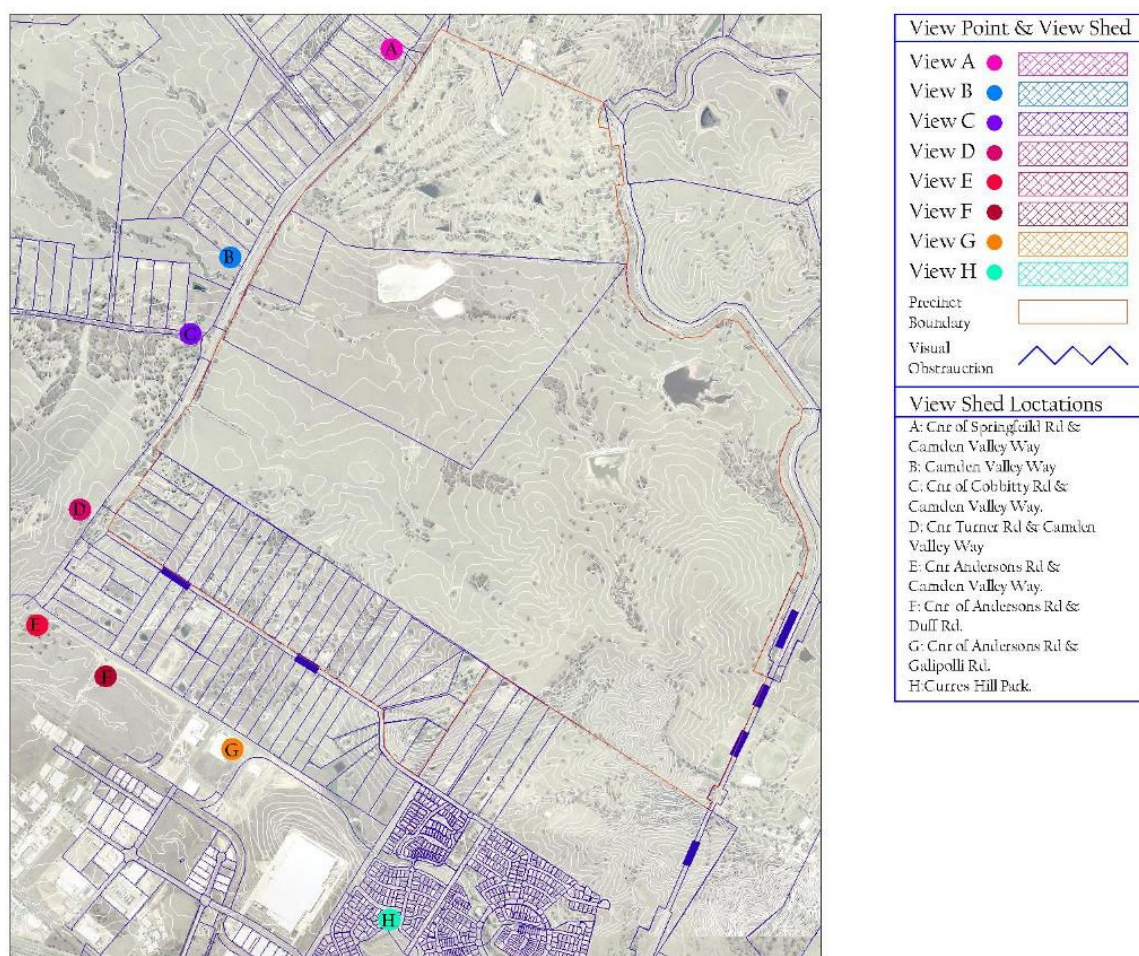 A
B
C
D
E
F
G
H
View Point & View Shed
View A
View B
View C
View D
View E
View F
View G
View H
Precinct
Boundary
Visual
Obstrauction
View Shed Loctations
A: Cnr of Springfeild Rd &
Camden Valley Way
B: Camden Valley Way
C: Cnr of Cobbitty Rd &
Camden Valley Way.
D: Cnr Turner Rd & Camden
Valley Way
E: Cnr Andersons Rd &
Camden Valley Way.
F: Cnr of Andersons Rd &
Duff Rd.
G: Cnr of Andersons Rd &
Galipolli Rd.
H:Curres Hill Park.